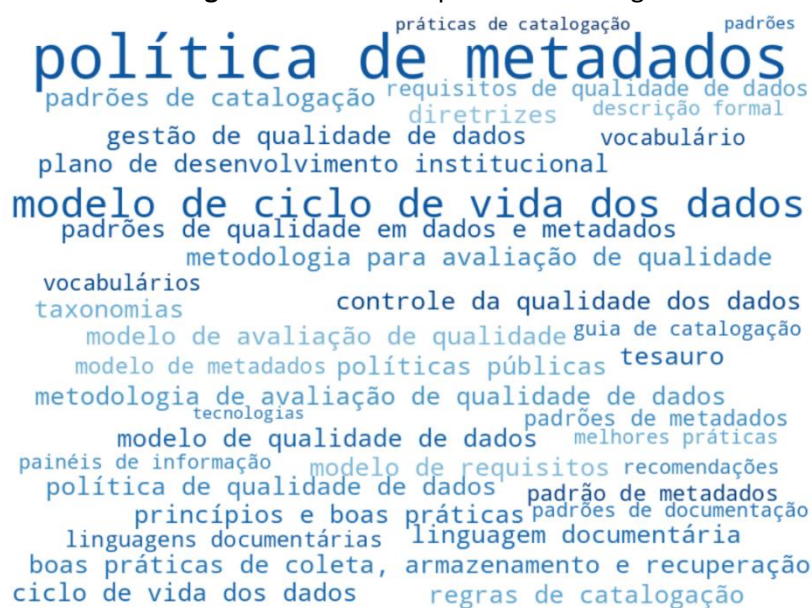 práticas de catalogação padrões
política de metadados
padrões de catalogação requisitos de qualidade de dados
diretrizes descrição formal
gestão de qualidade de dados vocabulário
plano de desenvolvimento institucional
modelo de ciclo de vida dos dados
padrões de qualidade em dados e metadados
metodologia para avaliação de qualidade
vocabulários
taxonomias controle da qualidade dos dados
modelo de avaliação de qualidade guia de catalogação
modelo de metadados políticas públicas tesauro
metodologia de avaliação de qualidade de dados
tecnologias padrões de metadados
modelo de qualidade de dados melhores práticas
painéis de informação modelo de requisitos recomendações
política de qualidade de dados padrão de metadados
princípios e boas práticas padrões de documentação
linguagens documentárias linguagem documentária
boas práticas de coleta, armazenamento e recuperação
ciclo de vida dos dados regras de catalogação